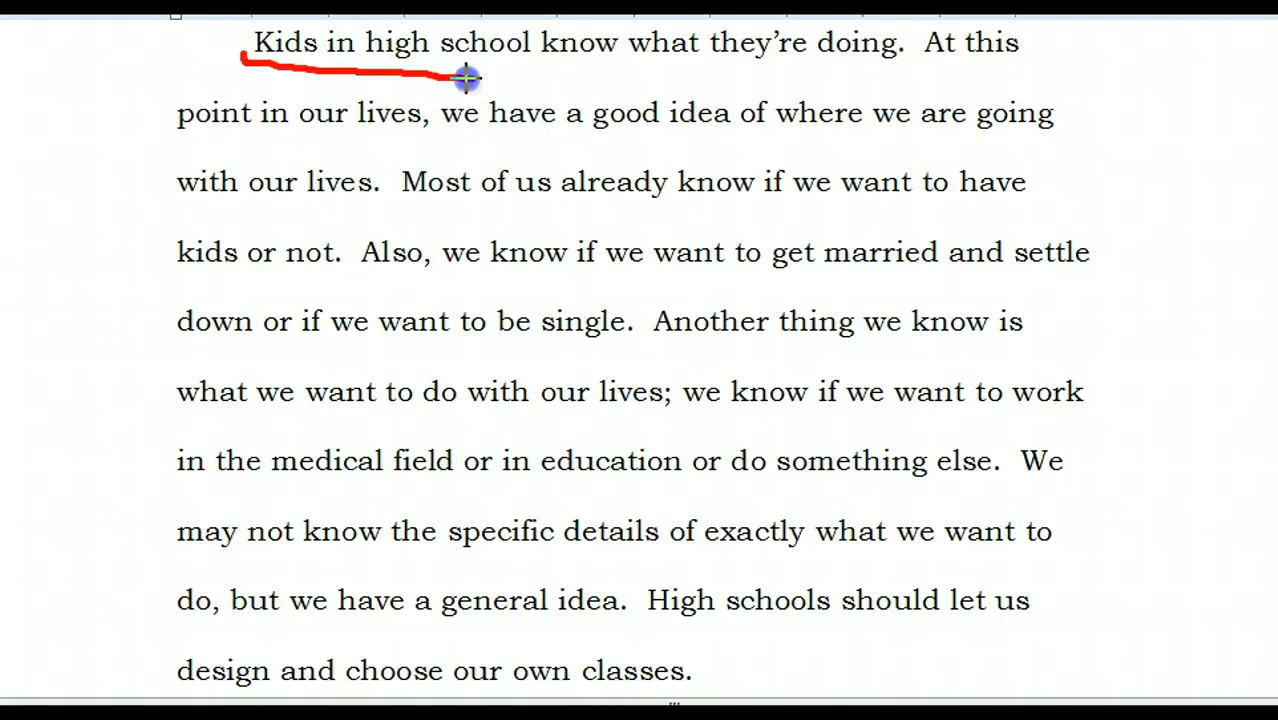 Kids in high school know what they're doing.  At this
point in our lives, we have a good idea of where we are going
with our lives.  Most of us already know if we want to have
kids or not.  Also, we know if we want to get married and settle
down or if we want to be single.  Another thing we know is
what we want to do with our lives; we know if we want to work
in the medical field or in education or do something else.  We
may not know the specific details of exactly what we want to
do, but we have a general idea.  High schools should let us
design and choose our own classes.